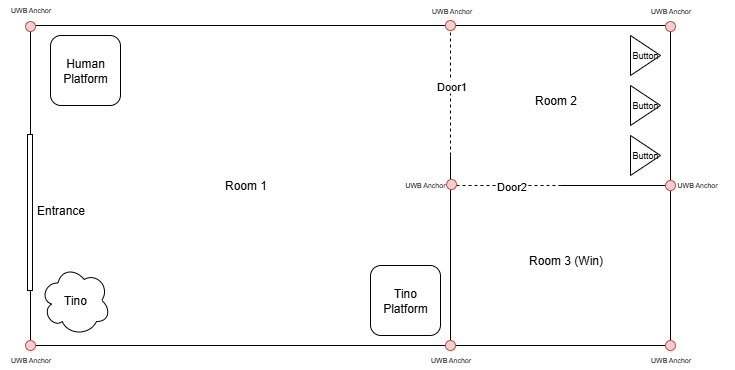 UWB Anchor
UWB Anchor
UWB Anchor
Human
Platform
Button
Door1
Room 2
Button
Button
Room 1
UWB Anchor
Door2
UWB Anchor
Entrance
Room 3 (Win)
Tino
Tino
Platform
UWB Anchor
UWB Anchor
UWB Anchor